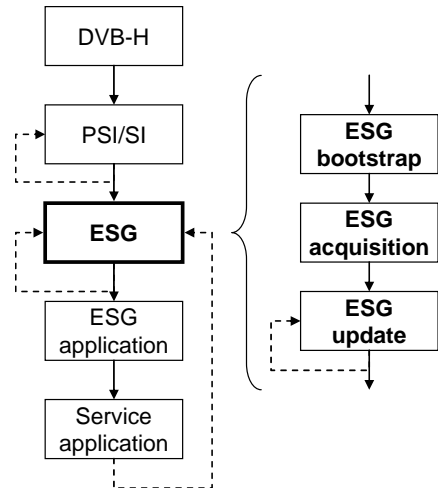 DVB-H
PSI/SI
ESG
ESG
application
Service
application
ESG
bootstrap
ESG
acquisition
ESG
update